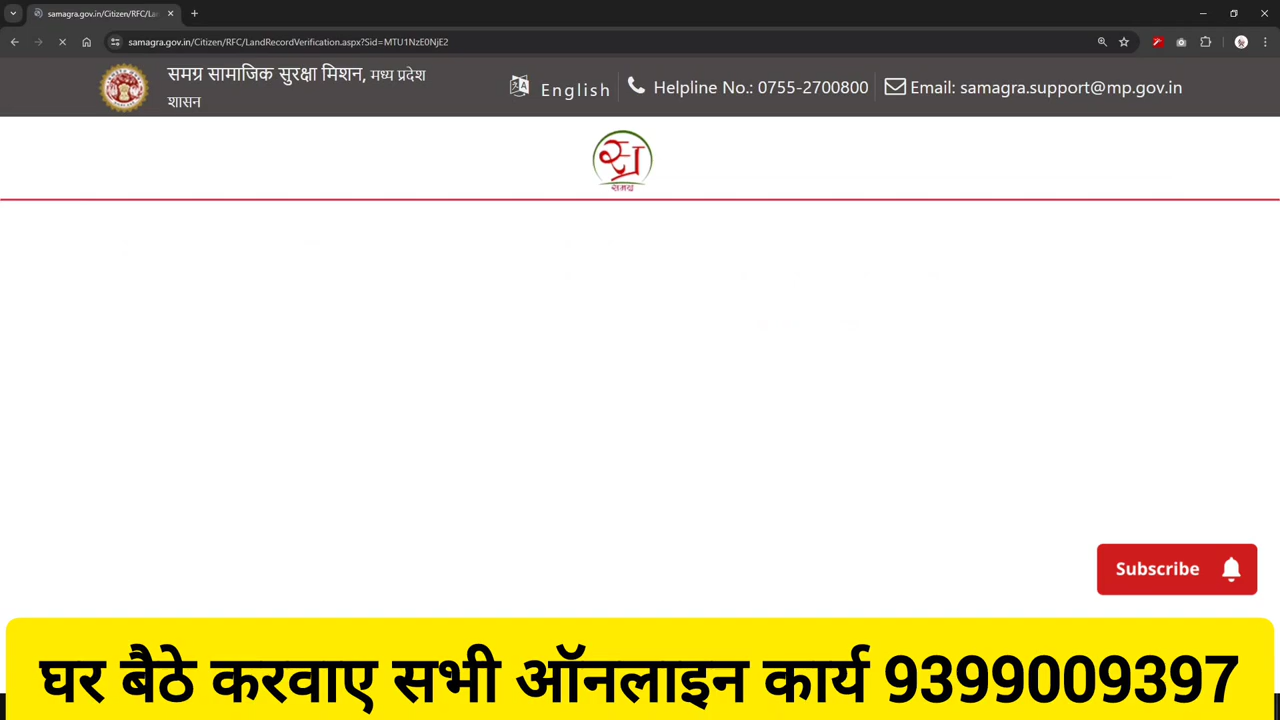 samagra.gov.in/Citizen/RFC/Lan
samagra.gov.in/Citizen/RFC/LandRecordVerification.aspx?Sid=MTU1NzE0NjE2
समग्र सामाजिक सुरक्षा मिशन, मध्य प्रदेश
शासन
English
Helpline No.: 0755-2700800
Email: samagra.support@mp.gov.in
समग्र
Subscribe
घर बैठे करवाए सभी ऑनलाइन कार्य 9399009397